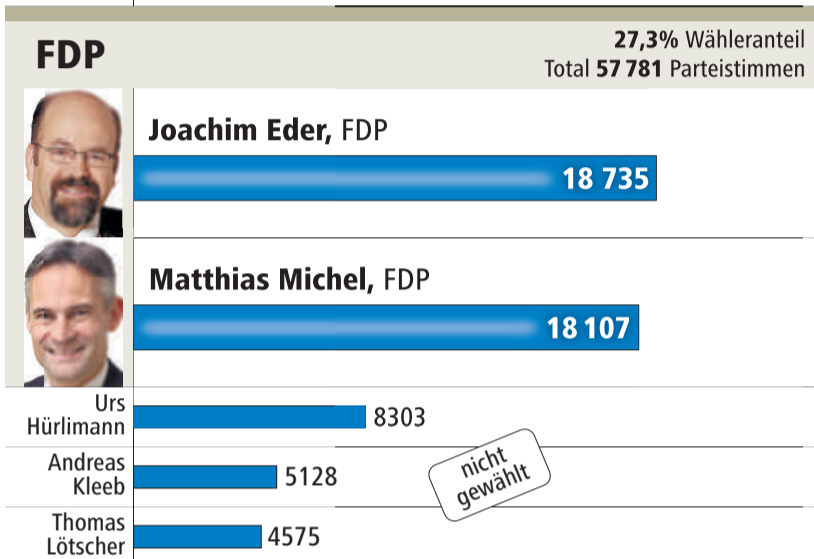 FDP
27,3% Wähleranteil
Total 57 781 Parteistimmen
Joachim Eder, FDP
18 735
Matthias Michel, FDP
18 107
Urs
Hürlimann
8303
Andreas
Kleeb
5128
nicht
gewählt
Thomas
Lötscher
4575